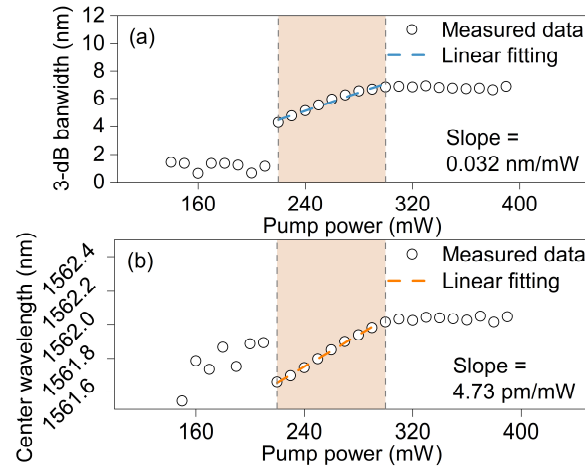 12
10
8
6
4
2
0
3-dB banwidth (nm)
(a)
Measured data
Linear fitting
Slope =
0.032 nm/mW
160 240 320 400
Pump power (mW)
1562.4
1562.2
1562.0
1561.8
1561.6
Center wavelength (nm)
(b)
Measured data
Linear fitting
Slope =
4.73 pm/mW
160 240 320 400
Pump power (mW)